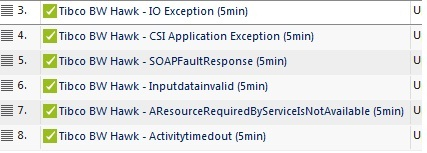 3. Tibco BW Hawk - IO Exception (5min) U
4. Tibco BW Hawk - CSI Application Exception (5min) U
5. Tibco BW Hawk - SOAPFaultResponse (5min) U
6. Tibco BW Hawk - Inputdatainvalid (5min) U
7. Tibco BW Hawk - AResourceRequiredByServiceIsNotAvailable (5min) U
8. Tibco BW Hawk - Activitytimedout (5min) U